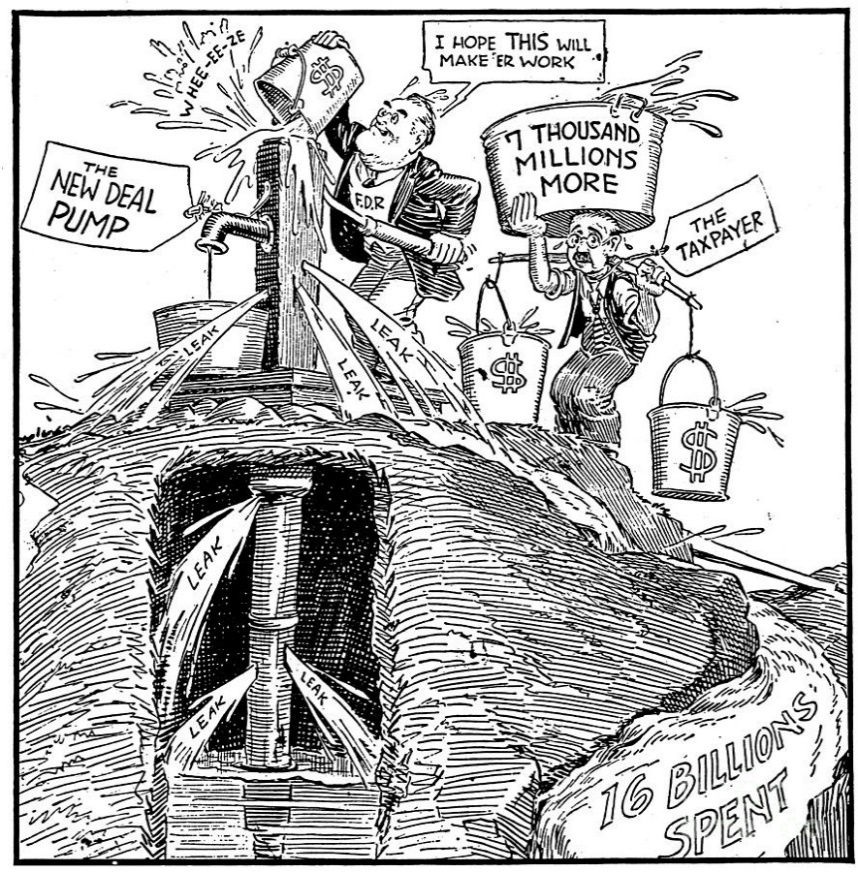 WHEE-EE-ZE
$
I HOPE THIS WILL
MAKE 'ER WORK
7 THOUSAND
MILLIONS
MORE
THE
NEW DEAL
PUMP
F.D.R
THE
TAXPAYER
LEAK
LEAK
LEAK
$
$
LEAK
LEAK
LEAK
16 BILLIONS
SPENT